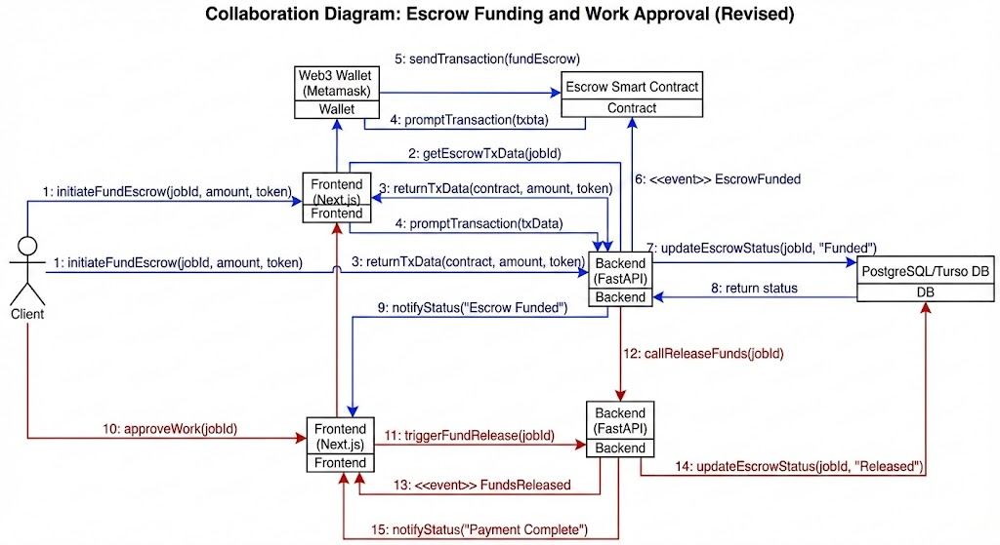 Collaboration Diagram: Escrow Funding and Work Approval (Revised)
5: sendTransaction(fundEscrow)
Web3 Wallet
(Metamask)
Wallet
Escrow Smart Contract
Contract
4: promptTransaction(txbta)
2: getEscrowTxData(jobId)
6: <<event>> EscrowFunded
1: initiateFundEscrow(jobId, amount, token)
Frontend
(Next.js)
Frontend
3: returnTxData(contract, amount, token)
4: promptTransaction(txData)
7: updateEscrowStatus(jobId, "Funded")
1: initiateFundEscrow(jobId, amount, token)
3: returnTxData(contract, amount, token)
Backend
(FastAPI)
Backend
PostgreSQL/Turso DB
DB
8: return status
Client
9: notifyStatus("Escrow Funded")
12: callReleaseFunds(jobId)
10: approveWork(jobId)
Frontend
(Next.js)
Frontend
11: triggerFundRelease(jobId)
Backend
(FastAPI)
Backend
14: updateEscrowStatus(jobId, "Released")
13: <<event>> FundsReleased
15: notifyStatus("Payment Complete")